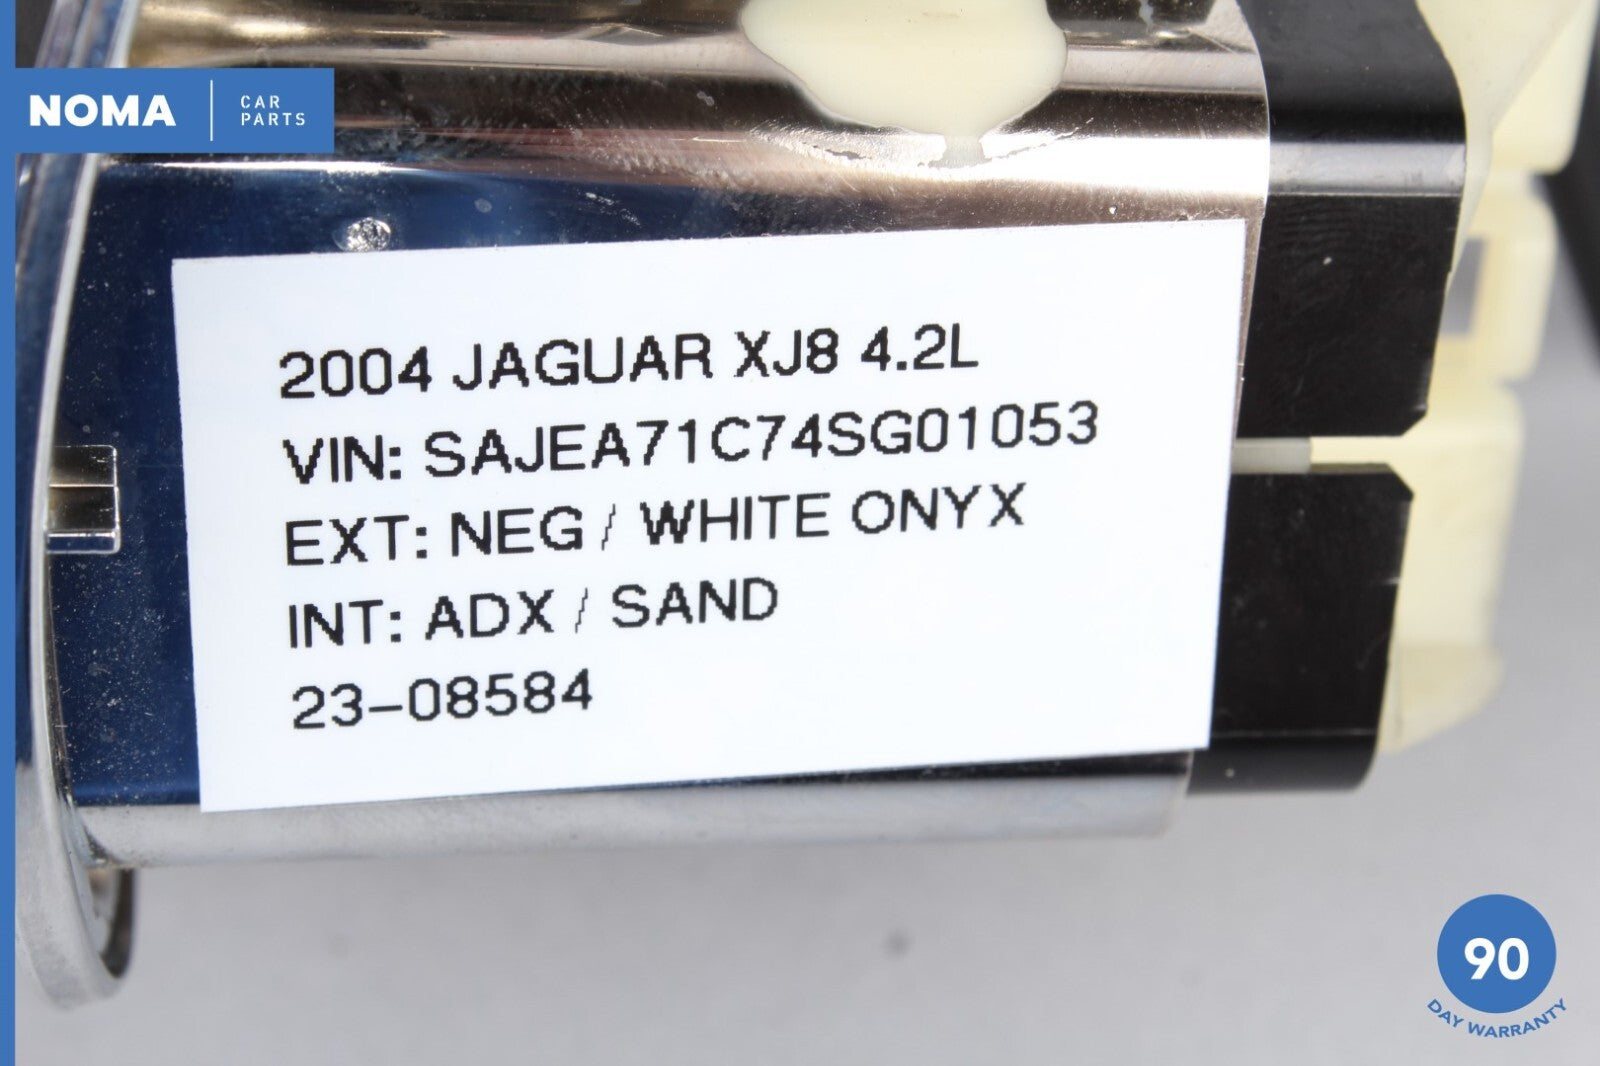 NOMA
CAR
PARTS
2004 JAGUAR XJ8 4.2L
VIN: SAJEA71C74SG01053
EXT: NEG / WHITE ONYX
INT: ADX / SAND
23-08584
90
DAY WARRANTY